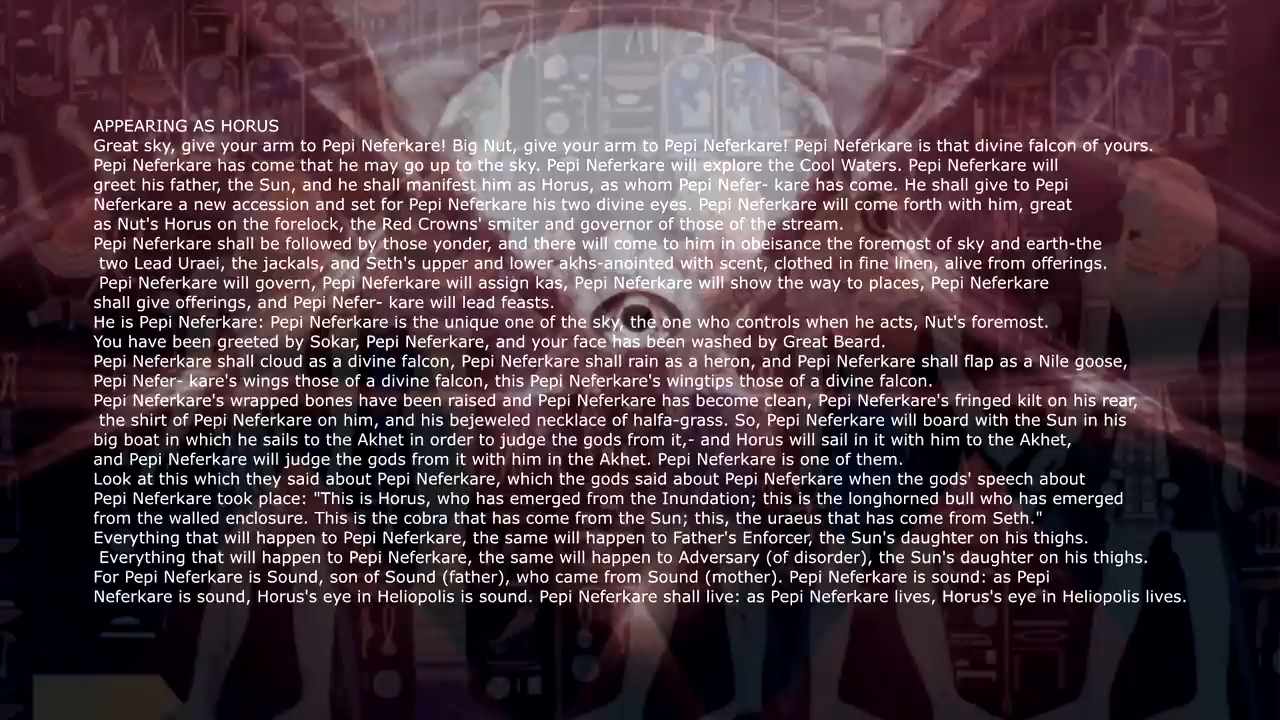 APPEARING AS HORUS
Great sky, give your arm to Pepi Neferkare! Big Nut, give your arm to Pepi Neferkare! Pepi Neferkare is that divine falcon of yours.
Pepi Neferkare has come that he may go up to the sky. Pepi Neferkare will explore the Cool Waters. Pepi Neferkare will
greet his father, the Sun, and he shall manifest him as Horus, as whom Pepi Nefer- kare has come. He shall give to Pepi
Neferkare a new accession and set for Pepi Neferkare his two divine eyes. Pepi Neferkare will come forth with him, great
as Nut's Horus on the forelock, the Red Crowns' smiter and governor of those of the stream.
Pepi Neferkare shall be followed by those yonder, and there will come to him in obeisance the foremost of sky and earth-the
two Lead Uraei, the jackals, and Seth's upper and lower akhs-anointed with scent, clothed in fine linen, alive from offerings.
Pepi Neferkare will govern, Pepi Neferkare will assign kas, Pepi Neferkare will show the way to places, Pepi Neferkare
shall give offerings, and Pepi Nefer- kare will lead feasts.
He is Pepi Neferkare: Pepi Neferkare is the unique one of the sky, the one who controls when he acts, Nut's foremost.
You have been greeted by Sokar, Pepi Neferkare, and your face has been washed by Great Beard.
Pepi Neferkare shall cloud as a divine falcon, Pepi Neferkare shall rain as a heron, and Pepi Neferkare shall flap as a Nile goose,
Pepi Nefer- kare's wings those of a divine falcon, this Pepi Neferkare's wingtips those of a divine falcon.
Pepi Neferkare's wrapped bones have been raised and Pepi Neferkare has become clean, Pepi Neferkare's fringed kilt on his rear,
the shirt of Pepi Neferkare on him, and his bejeweled necklace of halfa-grass. So, Pepi Neferkare will board with the Sun in his
big boat in which he sails to the Akhet in order to judge the gods from it,- and Horus will sail in it with him to the Akhet,
and Pepi Neferkare will judge the gods from it with him in the Akhet. Pepi Neferkare is one of them.
Look at this which they said about Pepi Neferkare, which the gods said about Pepi Neferkare when the gods' speech about
Pepi Neferkare took place: "This is Horus, who has emerged from the Inundation; this is the longhorned bull who has emerged
from the walled enclosure. This is the cobra that has come from the Sun; this, the uraeus that has come from Seth."
Everything that will happen to Pepi Neferkare, the same will happen to Father's Enforcer, the Sun's daughter on his thighs.
Everything that will happen to Pepi Neferkare, the same will happen to Adversary (of disorder), the Sun's daughter on his thighs.
For Pepi Neferkare is Sound, son of Sound (father), who came from Sound (mother). Pepi Neferkare is sound: as Pepi
Neferkare is sound, Horus's eye in Heliopolis is sound. Pepi Neferkare shall live: as Pepi Neferkare lives, Horus's eye in Heliopolis lives.